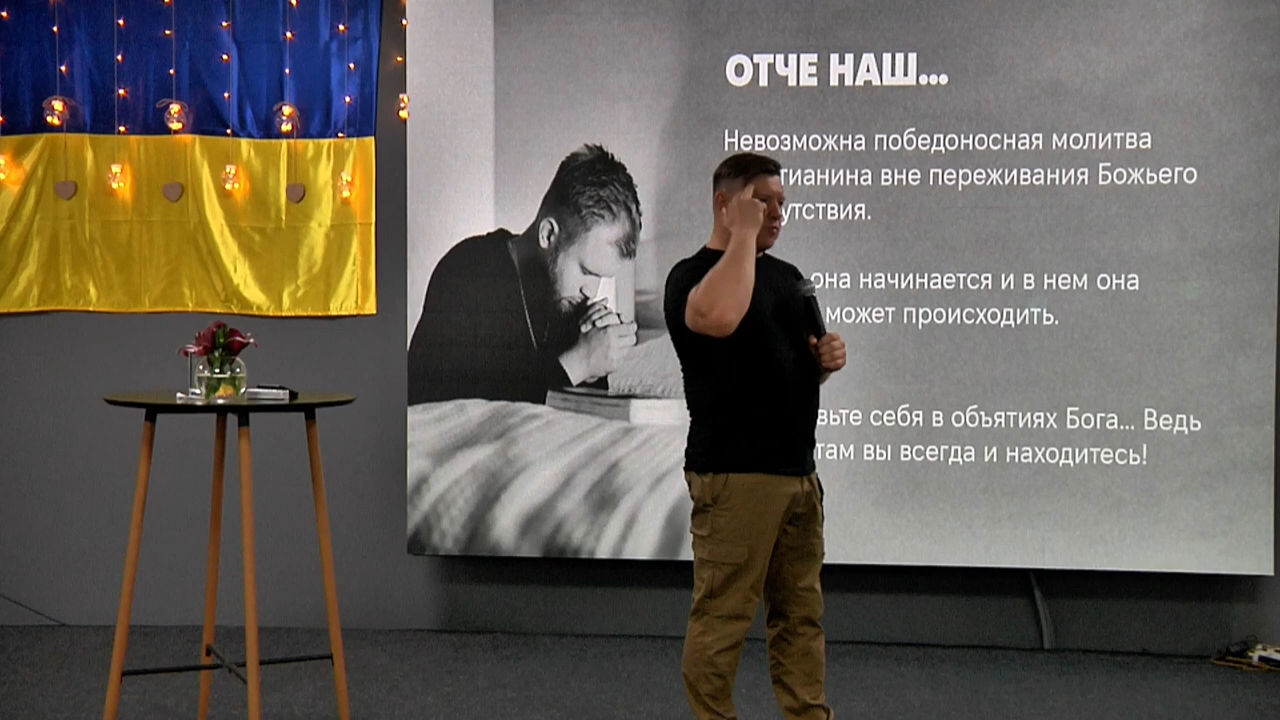 ОТЧЕ НАШ...
Невозможна победоносная молитва
вне переживания Божьего
она начинается и в нем она
может происходить.
себя в объятиях Бога... Ведь
там вы всегда и находитесь!